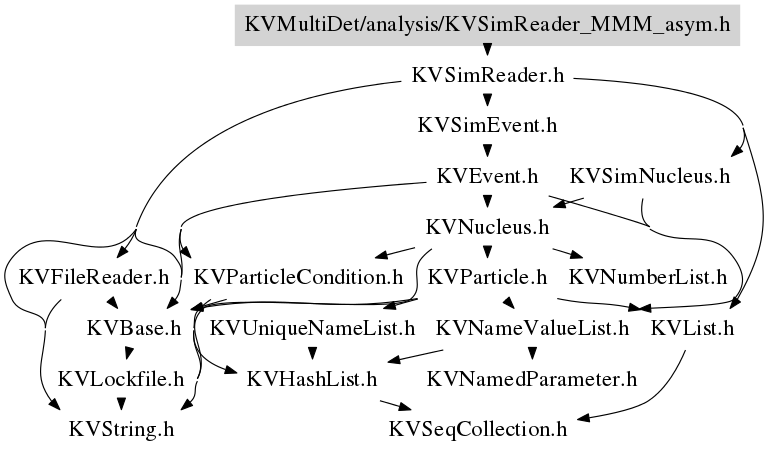 KVMultiDet/analysis/KVSimReader_MMM_asym.h
KVSimReader.h
KVSimEvent.h
KVEvent.h
KVSimNucleus.h
KVNucleus.h
KVFileReader.h
KVParticleCondition.h
KVParticle.h
KVNumberList.h
KVBase.h
KVUniqueNameList.h
KVNameValueList.h
KVList.h
KVLockfile.h
KVHashList.h
KVNamedParameter.h
KVString.h
KVSeqCollection.h